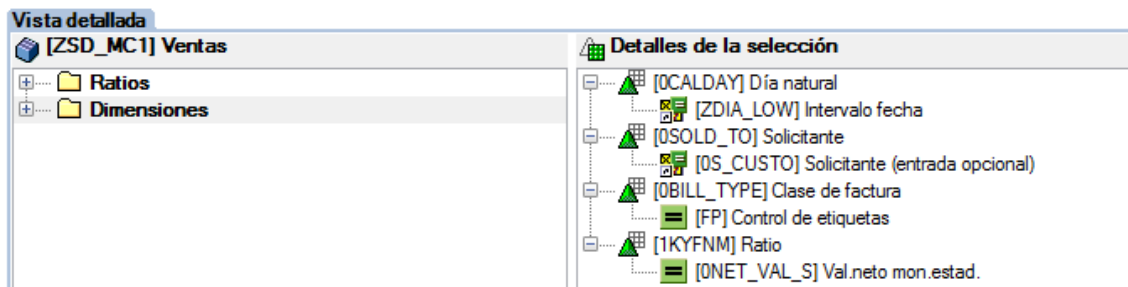 Vista detallada
[ZSD_MC1] Ventas
Ratios
Dimensiones
Detalles de la selección
[0CALDAY] Día natural
[ZDIA_LOW] Intervalo fecha
[0SOLD_TO] Solicitante
[0S_CUSTO] Solicitante (entrada opcional)
[0BILL_TYPE] Clase de factura
[FP] Control de etiquetas
[1KYFNM] Ratio
[0NET_VAL_S] Val.neto mon.estad.